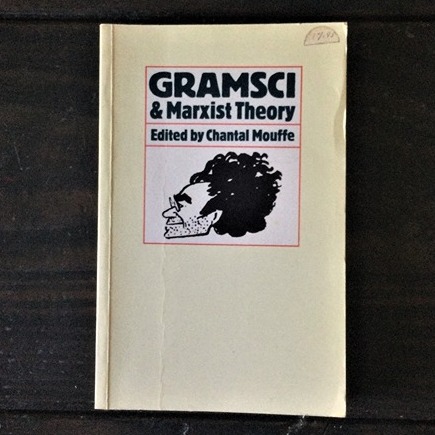 GRAMSCI
& Marxist Theory
Edited by Chantal Mouffe